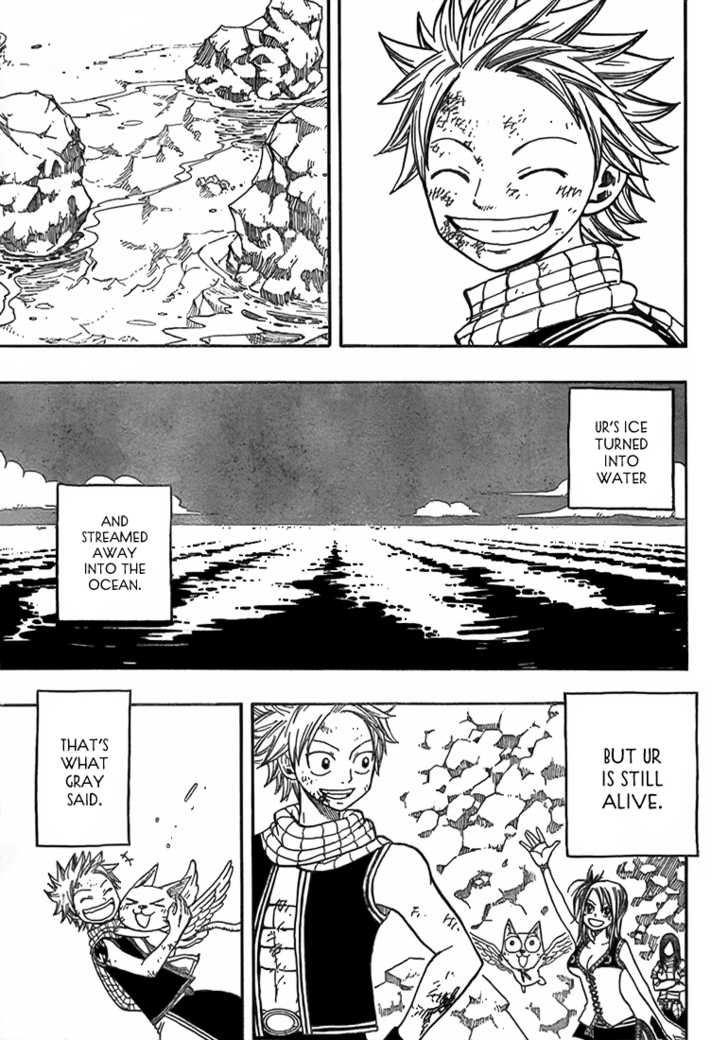 UR'S ICE
TURNED
INTO
WATER
AND
STREAMED
AWAY
INTO THE
OCEAN.
BUT UR
IS STILL
ALIVE.
THAT'S
WHAT
GRAY
SAID.